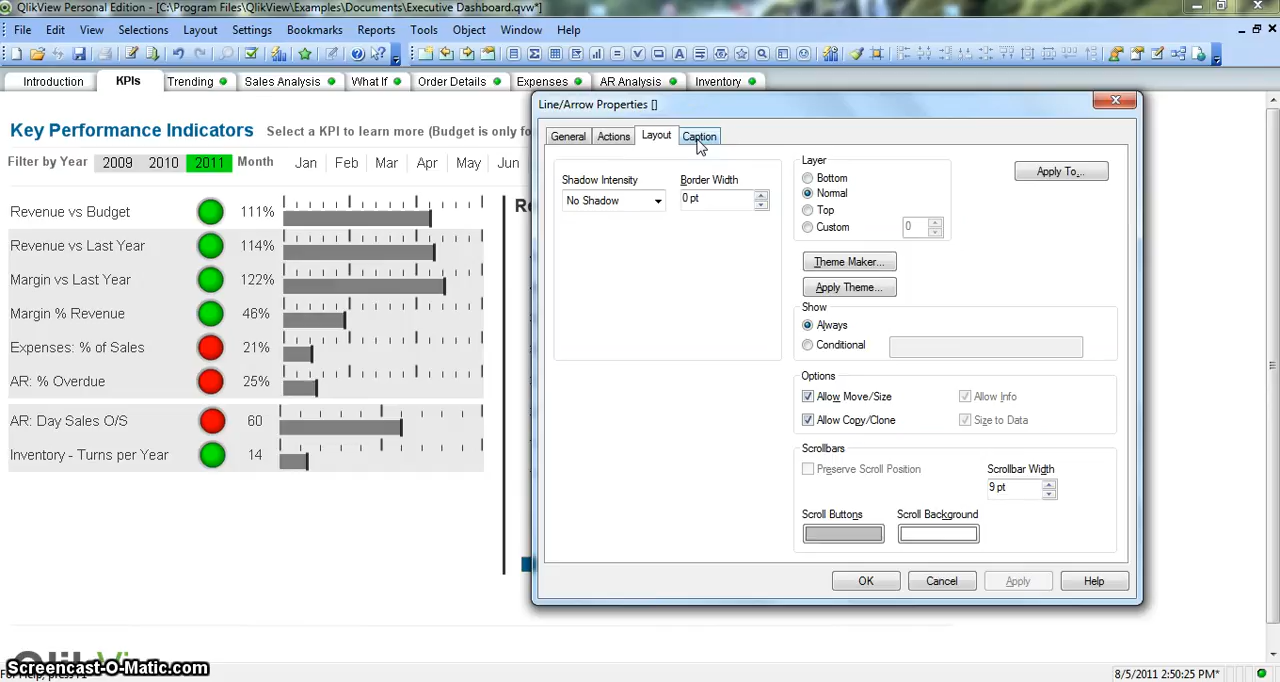 QlikView Personal Edition - [C:\Program Files\QlikView\Examples\Documents\Executive Dashboard.qvw*]
File Edit View Selections Layout Settings Bookmarks Reports Tools Object Window Help
Introduction KPIs Trending Sales Analysis What If Order Details Expenses AR Analysis Inventory
Key Performance Indicators Select a KPI to learn more (Budget is only fo
Filter by Year 2009 2010 2011 Month Jan Feb Mar Apr May Jun
Revenue vs Budget 111%
Revenue vs Last Year 114%
Margin vs Last Year 122%
Margin % Revenue 46%
Expenses: % of Sales 21%
AR: % Overdue 25%
AR: Day Sales O/S 60
Inventory - Turns per Year 14
Line/Arrow Properties []
General Actions Layout Caption
Shadow Intensity Border Width
No Shadow 0 pt
Layer
Bottom
Normal
Top
Custom 0
Apply To...
Theme Maker...
Apply Theme...
Show
Always
Conditional
Options
Allow Move/Size Allow Info
Allow Copy/Clone Size to Data
Scrollbars
Preserve Scroll Position Scrollbar Width
9 pt
Scroll Buttons Scroll Background
OK Cancel Apply Help
Screencast-O-Matic.com
8/5/2011 2:50:25 PM*